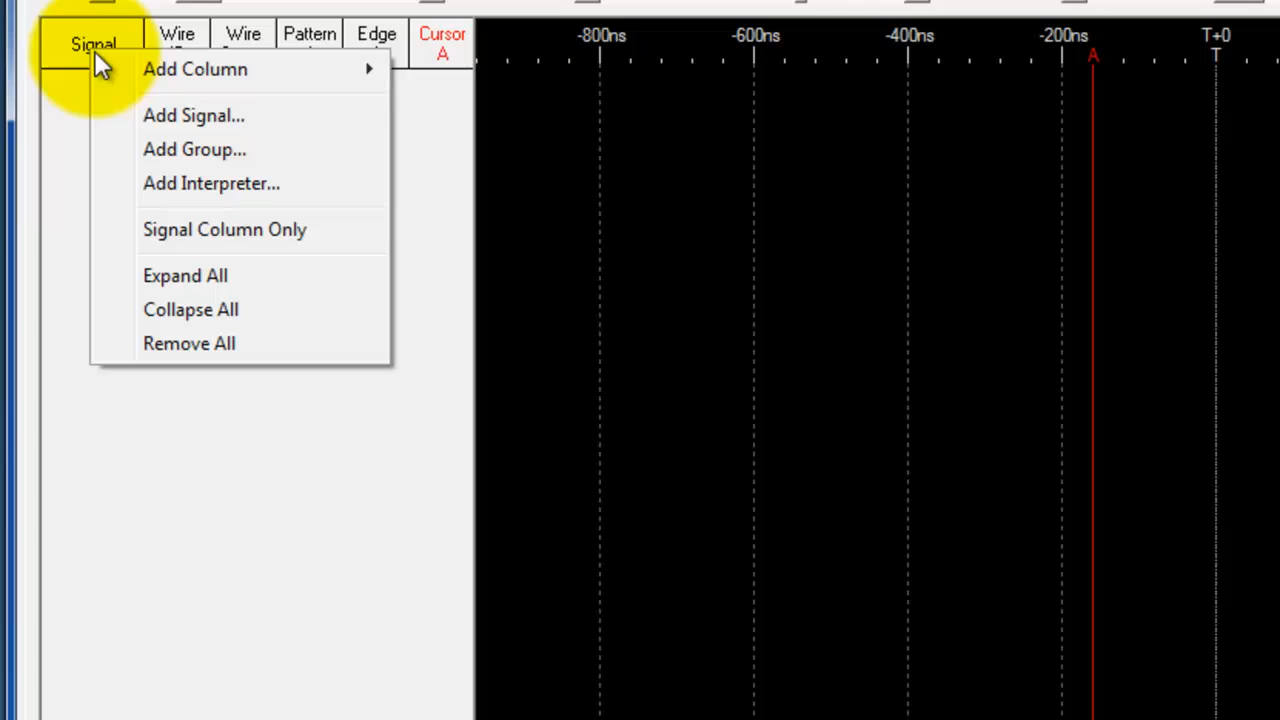 Signal
Wire
Wire
Pattern
Edge
Cursor
A
-800ns
-600ns
-400ns
-200ns
T+0
A
T
Add Column
Add Signal...
Add Group...
Add Interpreter...
Signal Column Only
Expand All
Collapse All
Remove All